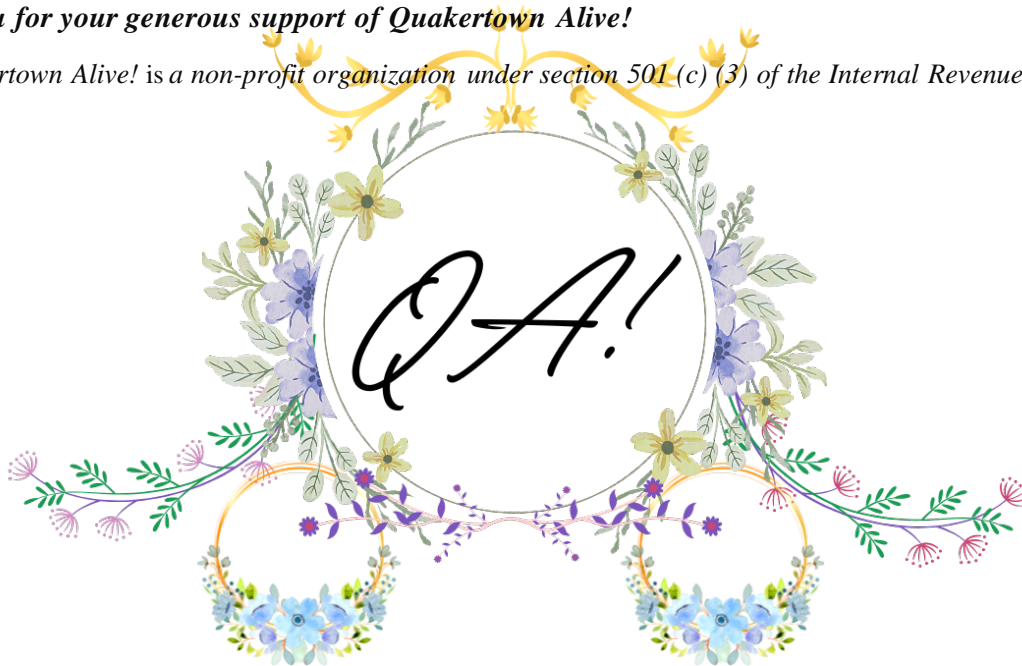 for your generous support of Quakertown Alive!
Alive! is a non-profit organization under section 501 (c) (3) of the Internal Revenue
QA!